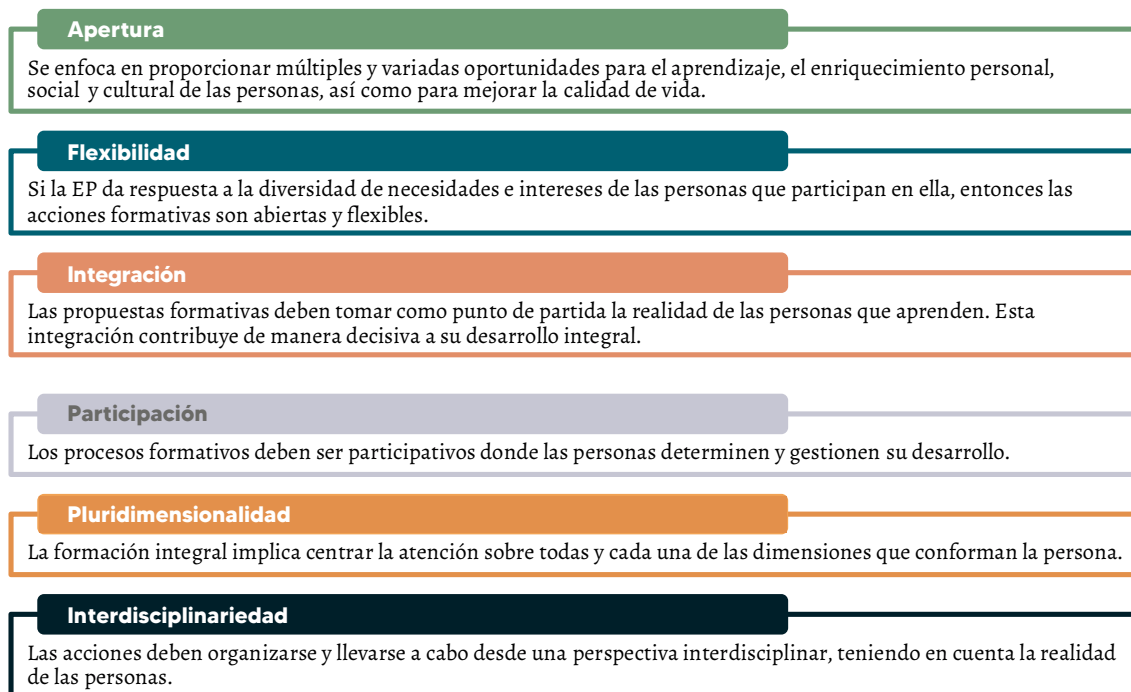 Apertura
Se enfoca en proporcionar múltiples y variadas oportunidades para el aprendizaje, el enriquecimiento personal,
social y cultural de las personas, así como para mejorar la calidad de vida.
Flexibilidad
Si la EP da respuesta a la diversidad de necesidades e intereses de las personas que participan en ella, entonces las
acciones formativas son abiertas y flexibles.
Integración
Las propuestas formativas deben tomar como punto de partida la realidad de las personas que aprenden. Esta
integración contribuye de manera decisiva a su desarrollo integral.
Participación
Los procesos formativos deben ser participativos donde las personas determinen y gestionen su desarrollo.
Pluridimensionalidad
La formación integral implica centrar la atención sobre todas y cada una de las dimensiones que conforman la persona.
Interdisciplinariedad
Las acciones deben organizarse y llevarse a cabo desde una perspectiva interdisciplinar, teniendo en cuenta la realidad
de las personas.